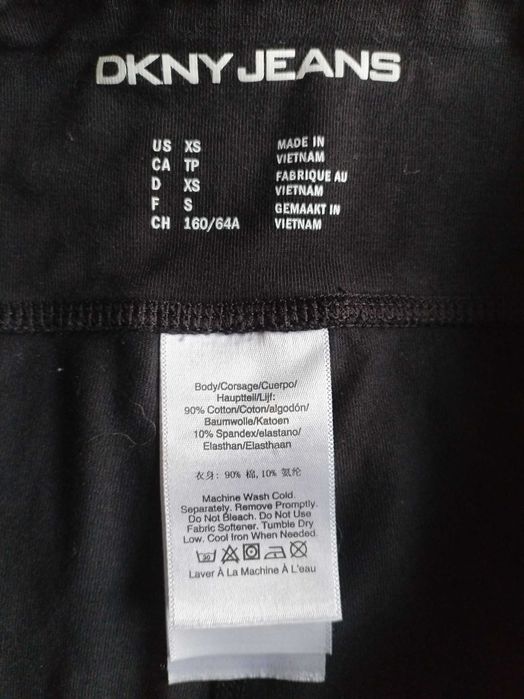 DKNY JEANS
US XS
CA TP
D XS
F S
CH 160/64A
MADE IN
VIETNAM
FABRIQUE AU
VIETNAM
GEMAAKT IN
VIETNAM
Body/Corsage/Cuerpo/
Hauptteil/Lijf:
90% Cotton/Coton/algodón/
Baumwolle/Katoen
10% Spandex/elastano/
Elasthan/Elasthaan
衣身: 90% 棉,10% 氨纶
Machine Wash Cold.
Separately. Remove Promptly.
Do Not Bleach. Do Not Use
Fabric Softener. Tumble Dry
Low. Cool Iron When Needed.
Laver À La Machine À L'eau